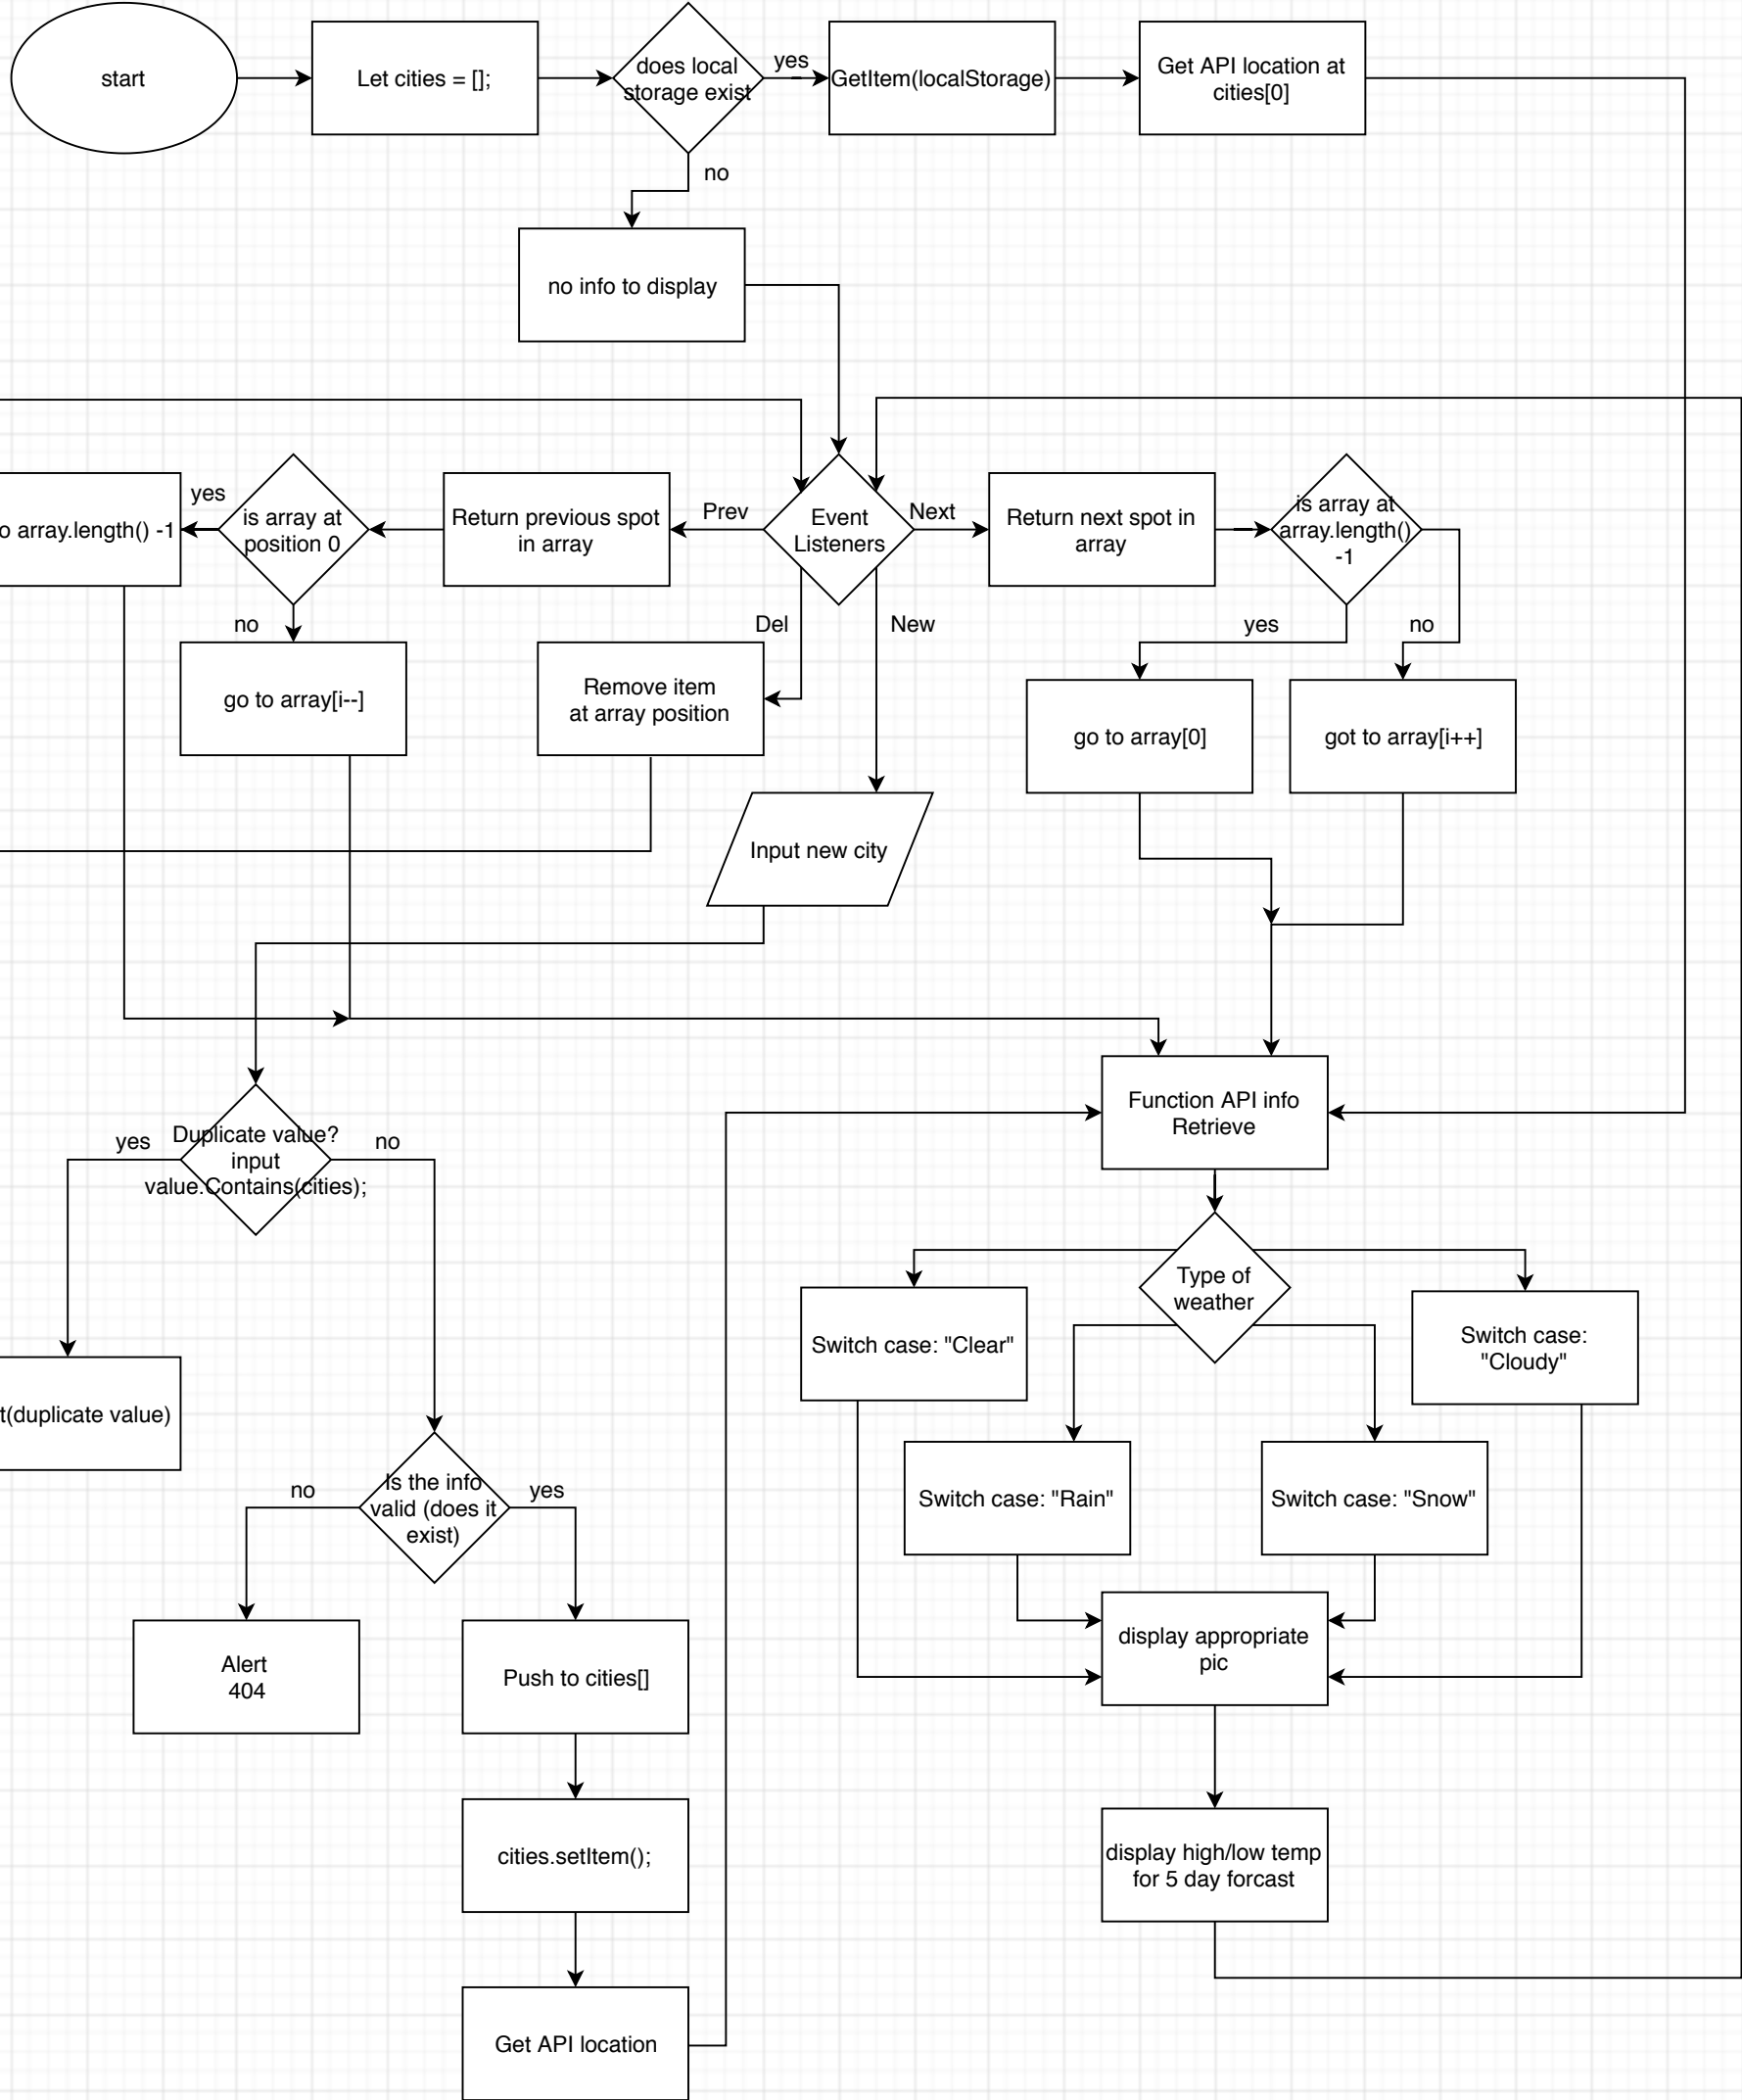 start
Let cities = [];
does local
storage exist
yes
GetItem(localStorage)
Get API location at
cities[0]
no
no info to display
o array.length() -1
yes
is array at
position 0
Return previous spot
in array
Prev
Event
Listeners
Next
Return next spot in
array
is array at
array.length()
-1
no
Del
New
yes
no
go to array[i--]
Remove item
at array position
go to array[0]
got to array[i++]
Input new city
Function API info
Retrieve
yes
Duplicate value?
input
value.Contains(cities);
no
Type of
weather
Switch case: "Clear"
Switch case:
"Cloudy"
t(duplicate value)
no
Is the info
valid (does it
exist)
yes
Switch case: "Rain"
Switch case: "Snow"
Alert
404
Push to cities[]
display appropriate
pic
cities.setItem();
display high/low temp
for 5 day forcast
Get API location